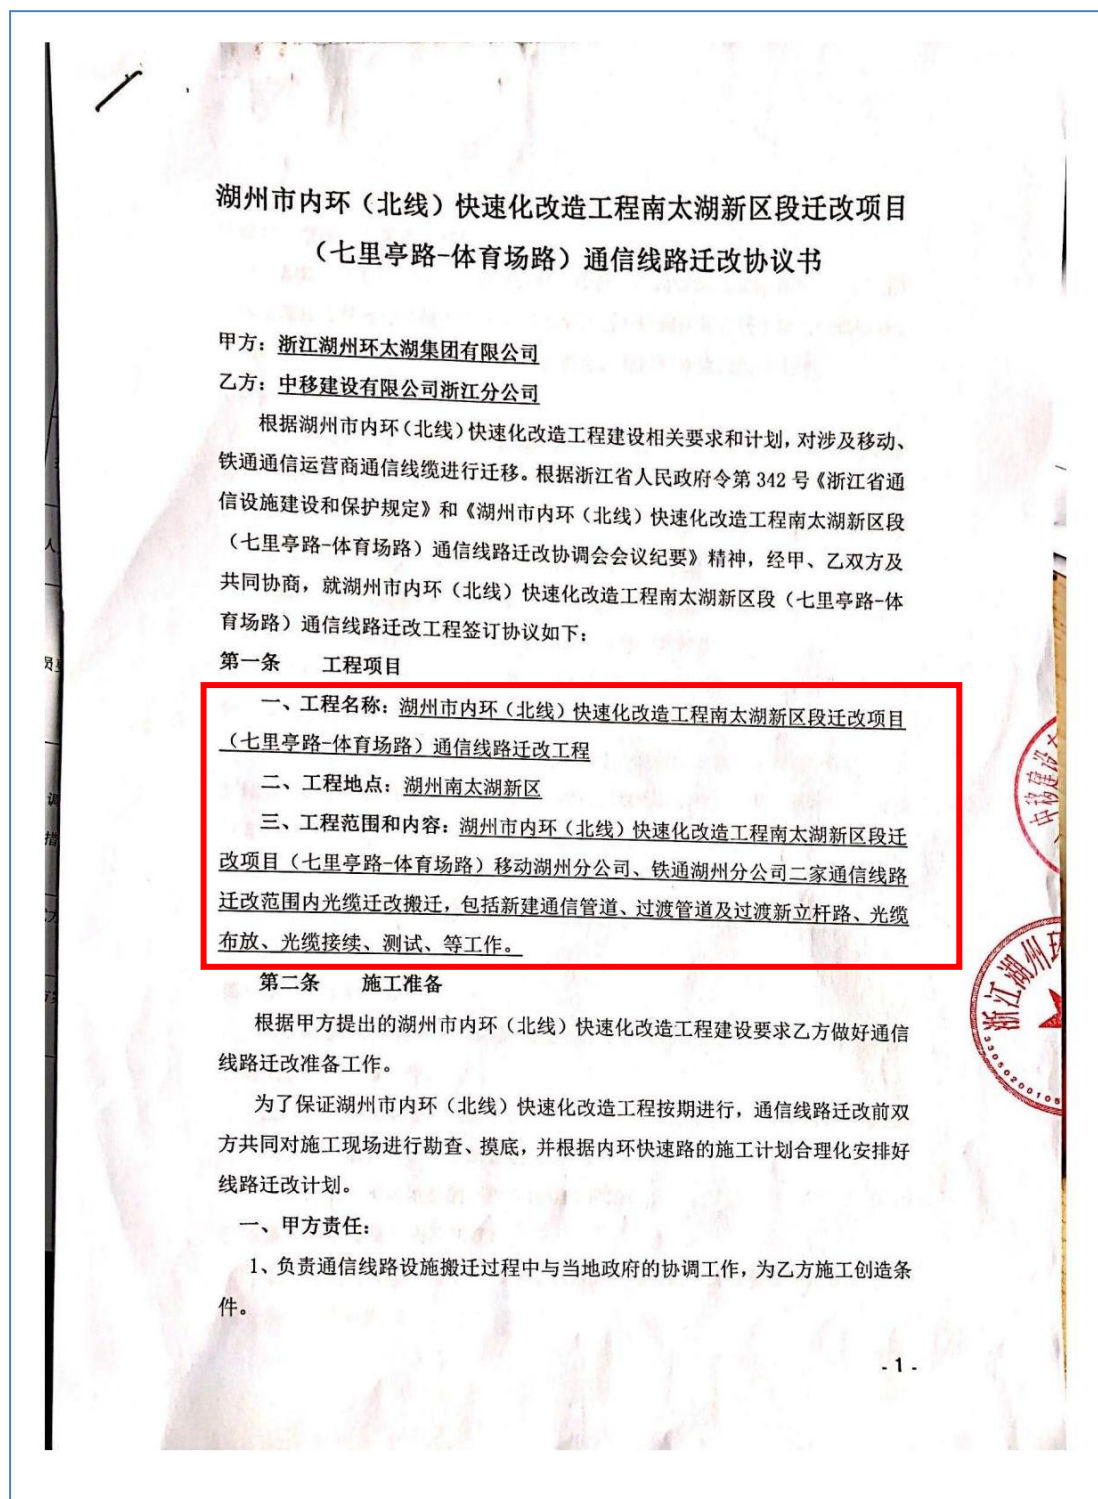 湖州市内环（北线）快速化改造工程南太湖新区段迁改项目
（七里亭路-体育场路）通信线路迁改协议书
甲方：浙江湖州环太湖集团有限公司
乙方：中移建设有限公司浙江分公司
根据湖州市内环（北线）快速化改造工程建设相关要求和计划，对涉及移动、
铁通通信运营商通信线缆进行迁移。根据浙江省人民政府令第 342 号《浙江省通
信设施建设和保护规定》和《湖州市内环（北线）快速化改造工程南太湖新区段
（七里亭路-体育场路）通信线路迁改协调会会议纪要》精神，经甲、乙双方及
共同协商，就湖州市内环（北线）快速化改造工程南太湖新区段（七里亭路-体
育场路）通信线路迁改工程签订协议如下：
第一条 工程项目
一、工程名称：湖州市内环（北线）快速化改造工程南太湖新区段迁改项目
（七里亭路-体育场路）通信线路迁改工程
二、工程地点：湖州南太湖新区
三、工程范围和内容：湖州市内环（北线）快速化改造工程南太湖新区段迁
改项目（七里亭路-体育场路）移动湖州分公司、铁通湖州分公司二家通信线路
迁改范围内光缆迁改搬迁，包括新建通信管道、过渡管道及过渡新立杆路、光缆
布放、光缆接续、测试、等工作。
第二条 施工准备
根据甲方提出的湖州市内环（北线）快速化改造工程建设要求乙方做好通信
线路迁改准备工作。
为了保证湖州市内环（北线）快速化改造工程按期进行，通信线路迁改前双
方共同对施工现场进行勘查、摸底，并根据内环快速路的施工计划合理化安排好
线路迁改计划。
一、甲方责任：
1、负责通信线路设施搬迁过程中与当地政府的协调工作，为乙方施工创造条
件。
- 1 -
中移建设
浙江湖州环
33050200105